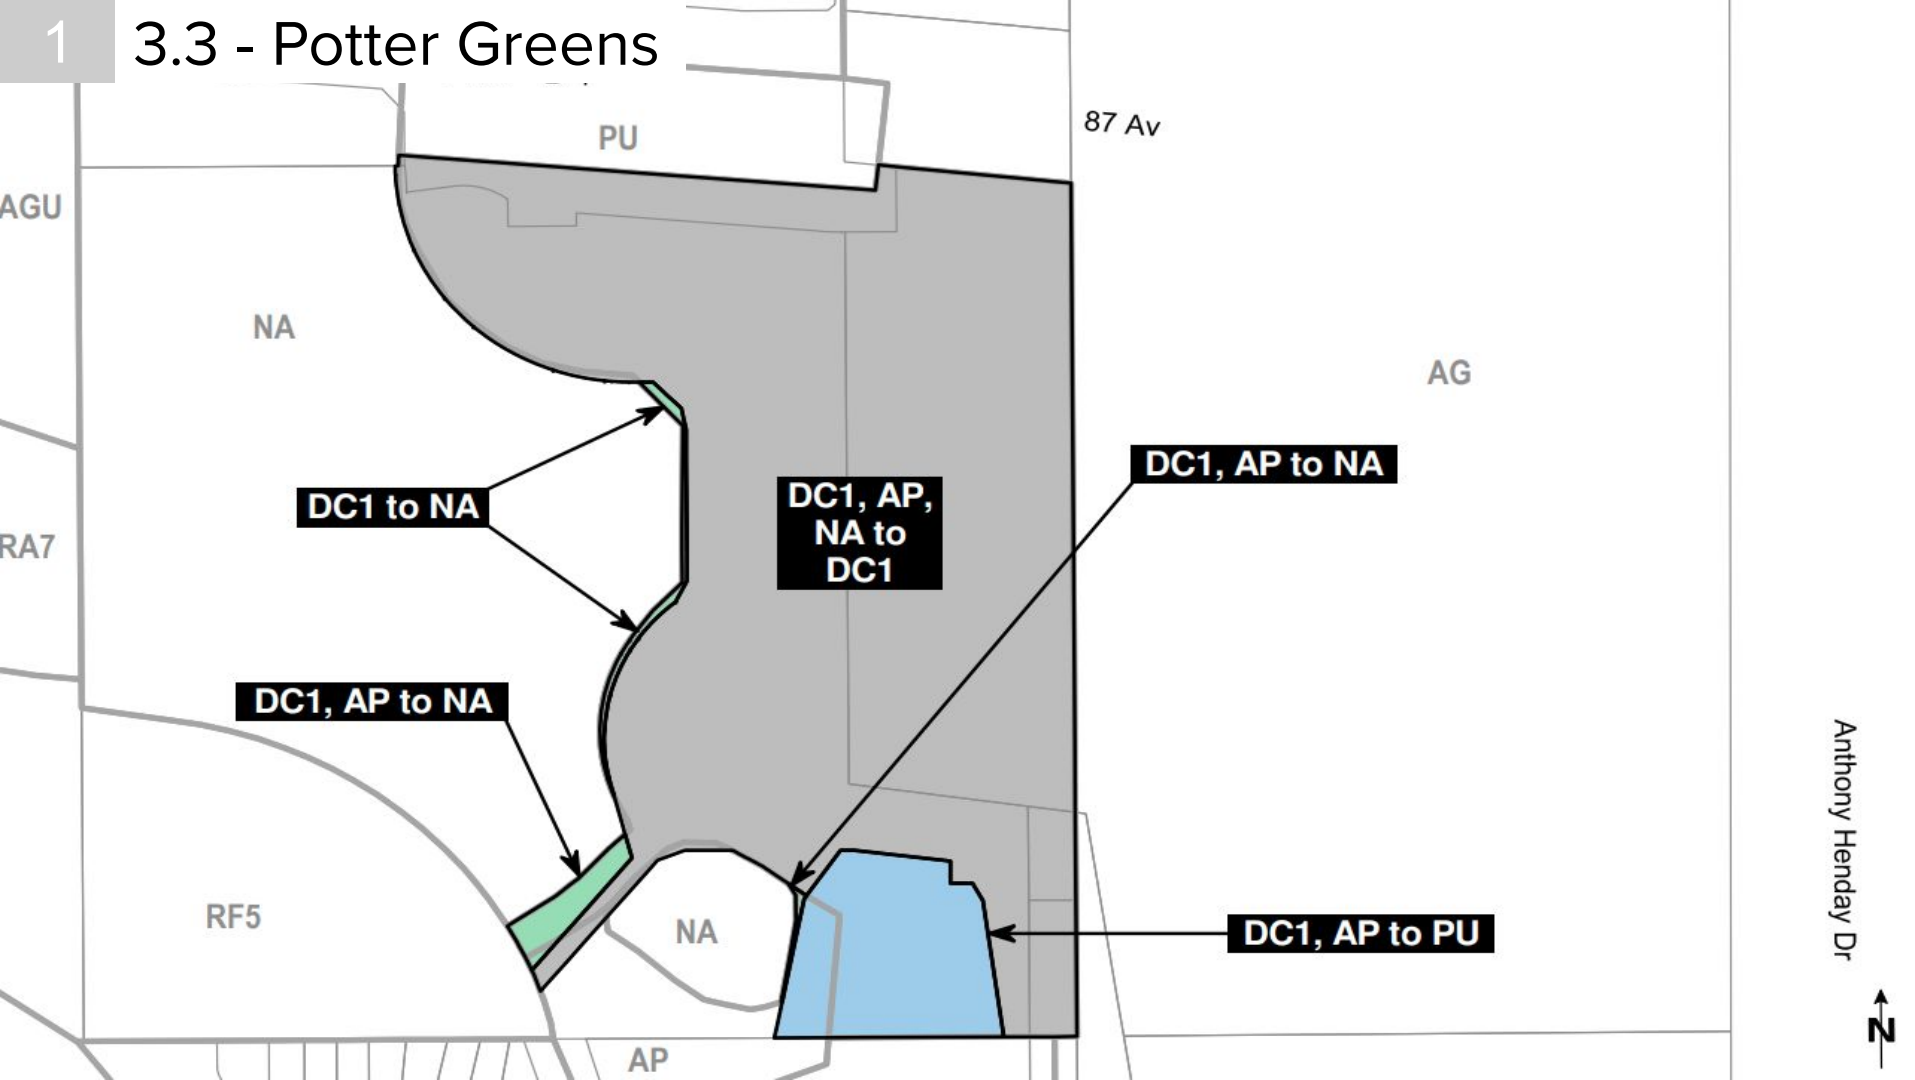 1
3.3 - Potter Greens
PU
87 Av
AGU
NA
AG
DC1, AP to NA
DC1, AP,
NA to
DC1
DC1 to NA
RA7
DC1, AP to NA
Anthony Henday Dr
RF5
NA
DC1, AP to PU
N
AP